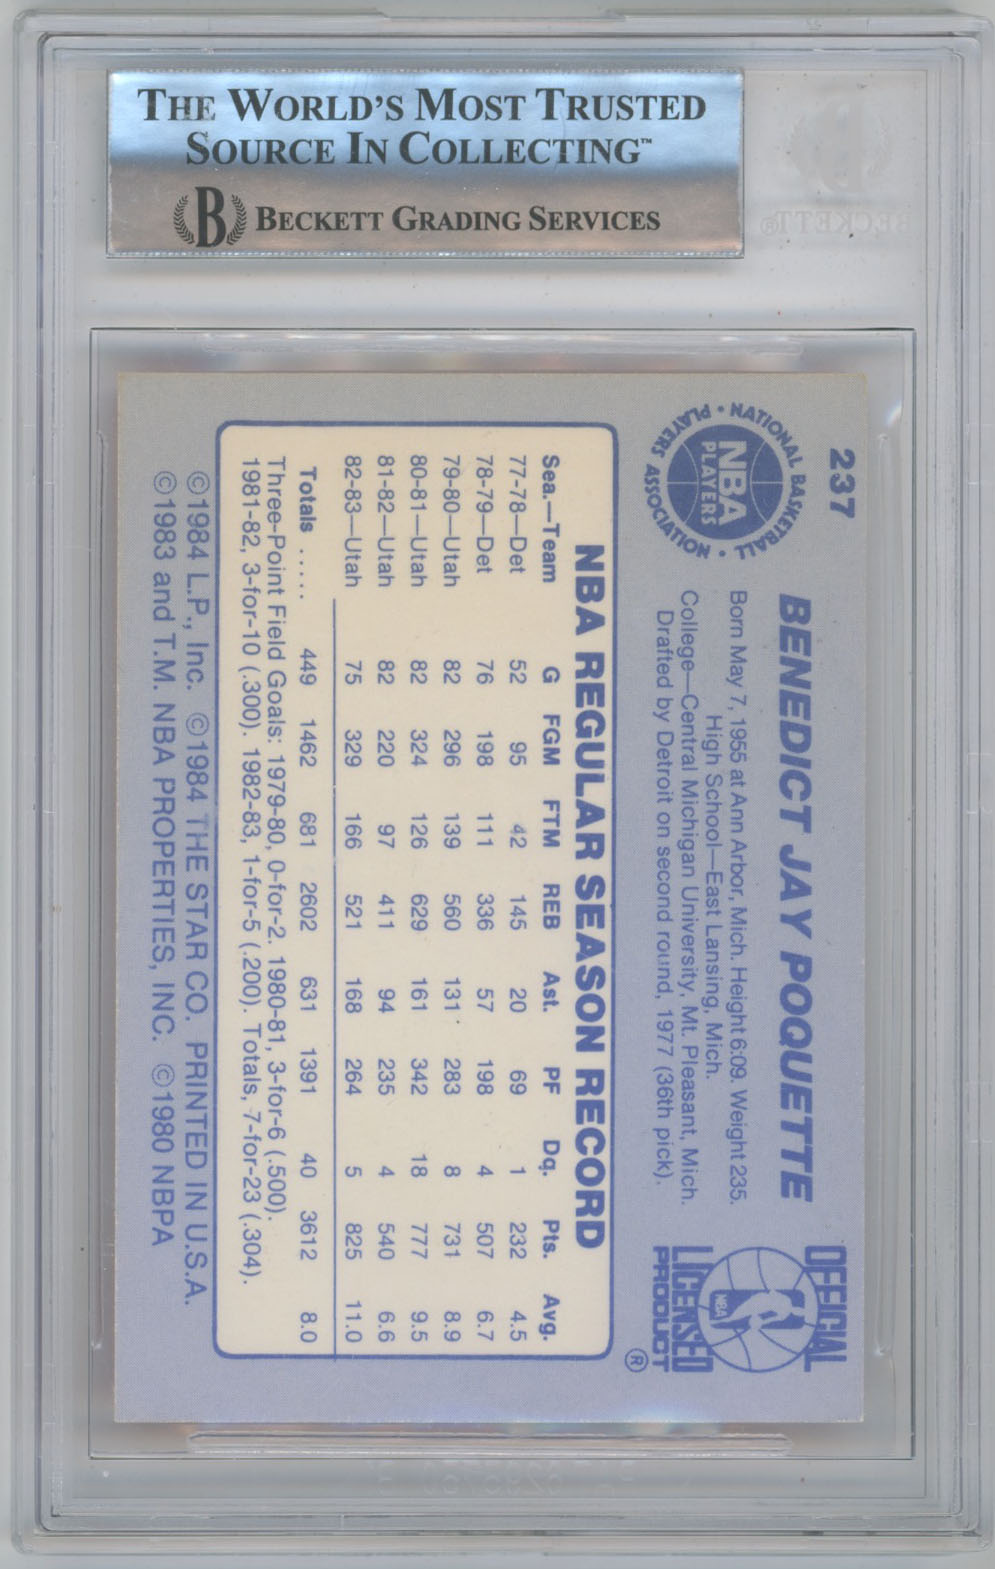 THE WORLD'S MOST TRUSTED
SOURCE IN COLLECTING™
B BECKETT GRADING SERVICES
BECKETT®
237
NATIONAL BASKETBALL PLAYERS ASSOCIATION
NBA
PLAYERS
BENEDICT JAY POQUETTE
Born May 7, 1955 at Ann Arbor, Mich. Height 6:09. Weight 235.
High School—East Lansing, Mich.
College—Central Michigan University, Mt. Pleasant, Mich.
Drafted by Detroit on second round, 1977 (36th pick).
OFFICIAL
NBA
LICENSED
PRODUCT
®
NBA REGULAR SEASON RECORD
Sea.—Team G FGM FTM REB Ast. PF Dq. Pts. Avg.
77-78—Det 52 95 42 145 20 69 1 232 4.5
78-79—Det 76 198 111 336 57 198 4 507 6.7
79-80—Utah 82 296 139 560 131 283 8 731 8.9
80-81—Utah 82 324 126 629 161 342 18 777 9.5
81-82—Utah 82 220 97 411 94 235 4 540 6.6
82-83—Utah 75 329 166 521 168 264 5 825 11.0
Totals ..... 449 1462 681 2602 631 1391 40 3612 8.0
Three-Point Field Goals: 1979-80, 0-for-2. 1980-81, 3-for-6 (.500).
1981-82, 3-for-10 (.300). 1982-83, 1-for-5 (.200). Totals, 7-for-23 (.304).
©1984 L.P., Inc. ©1984 THE STAR CO. PRINTED IN U.S.A.
©1983 and T.M. NBA PROPERTIES, INC. ©1980 NBPA